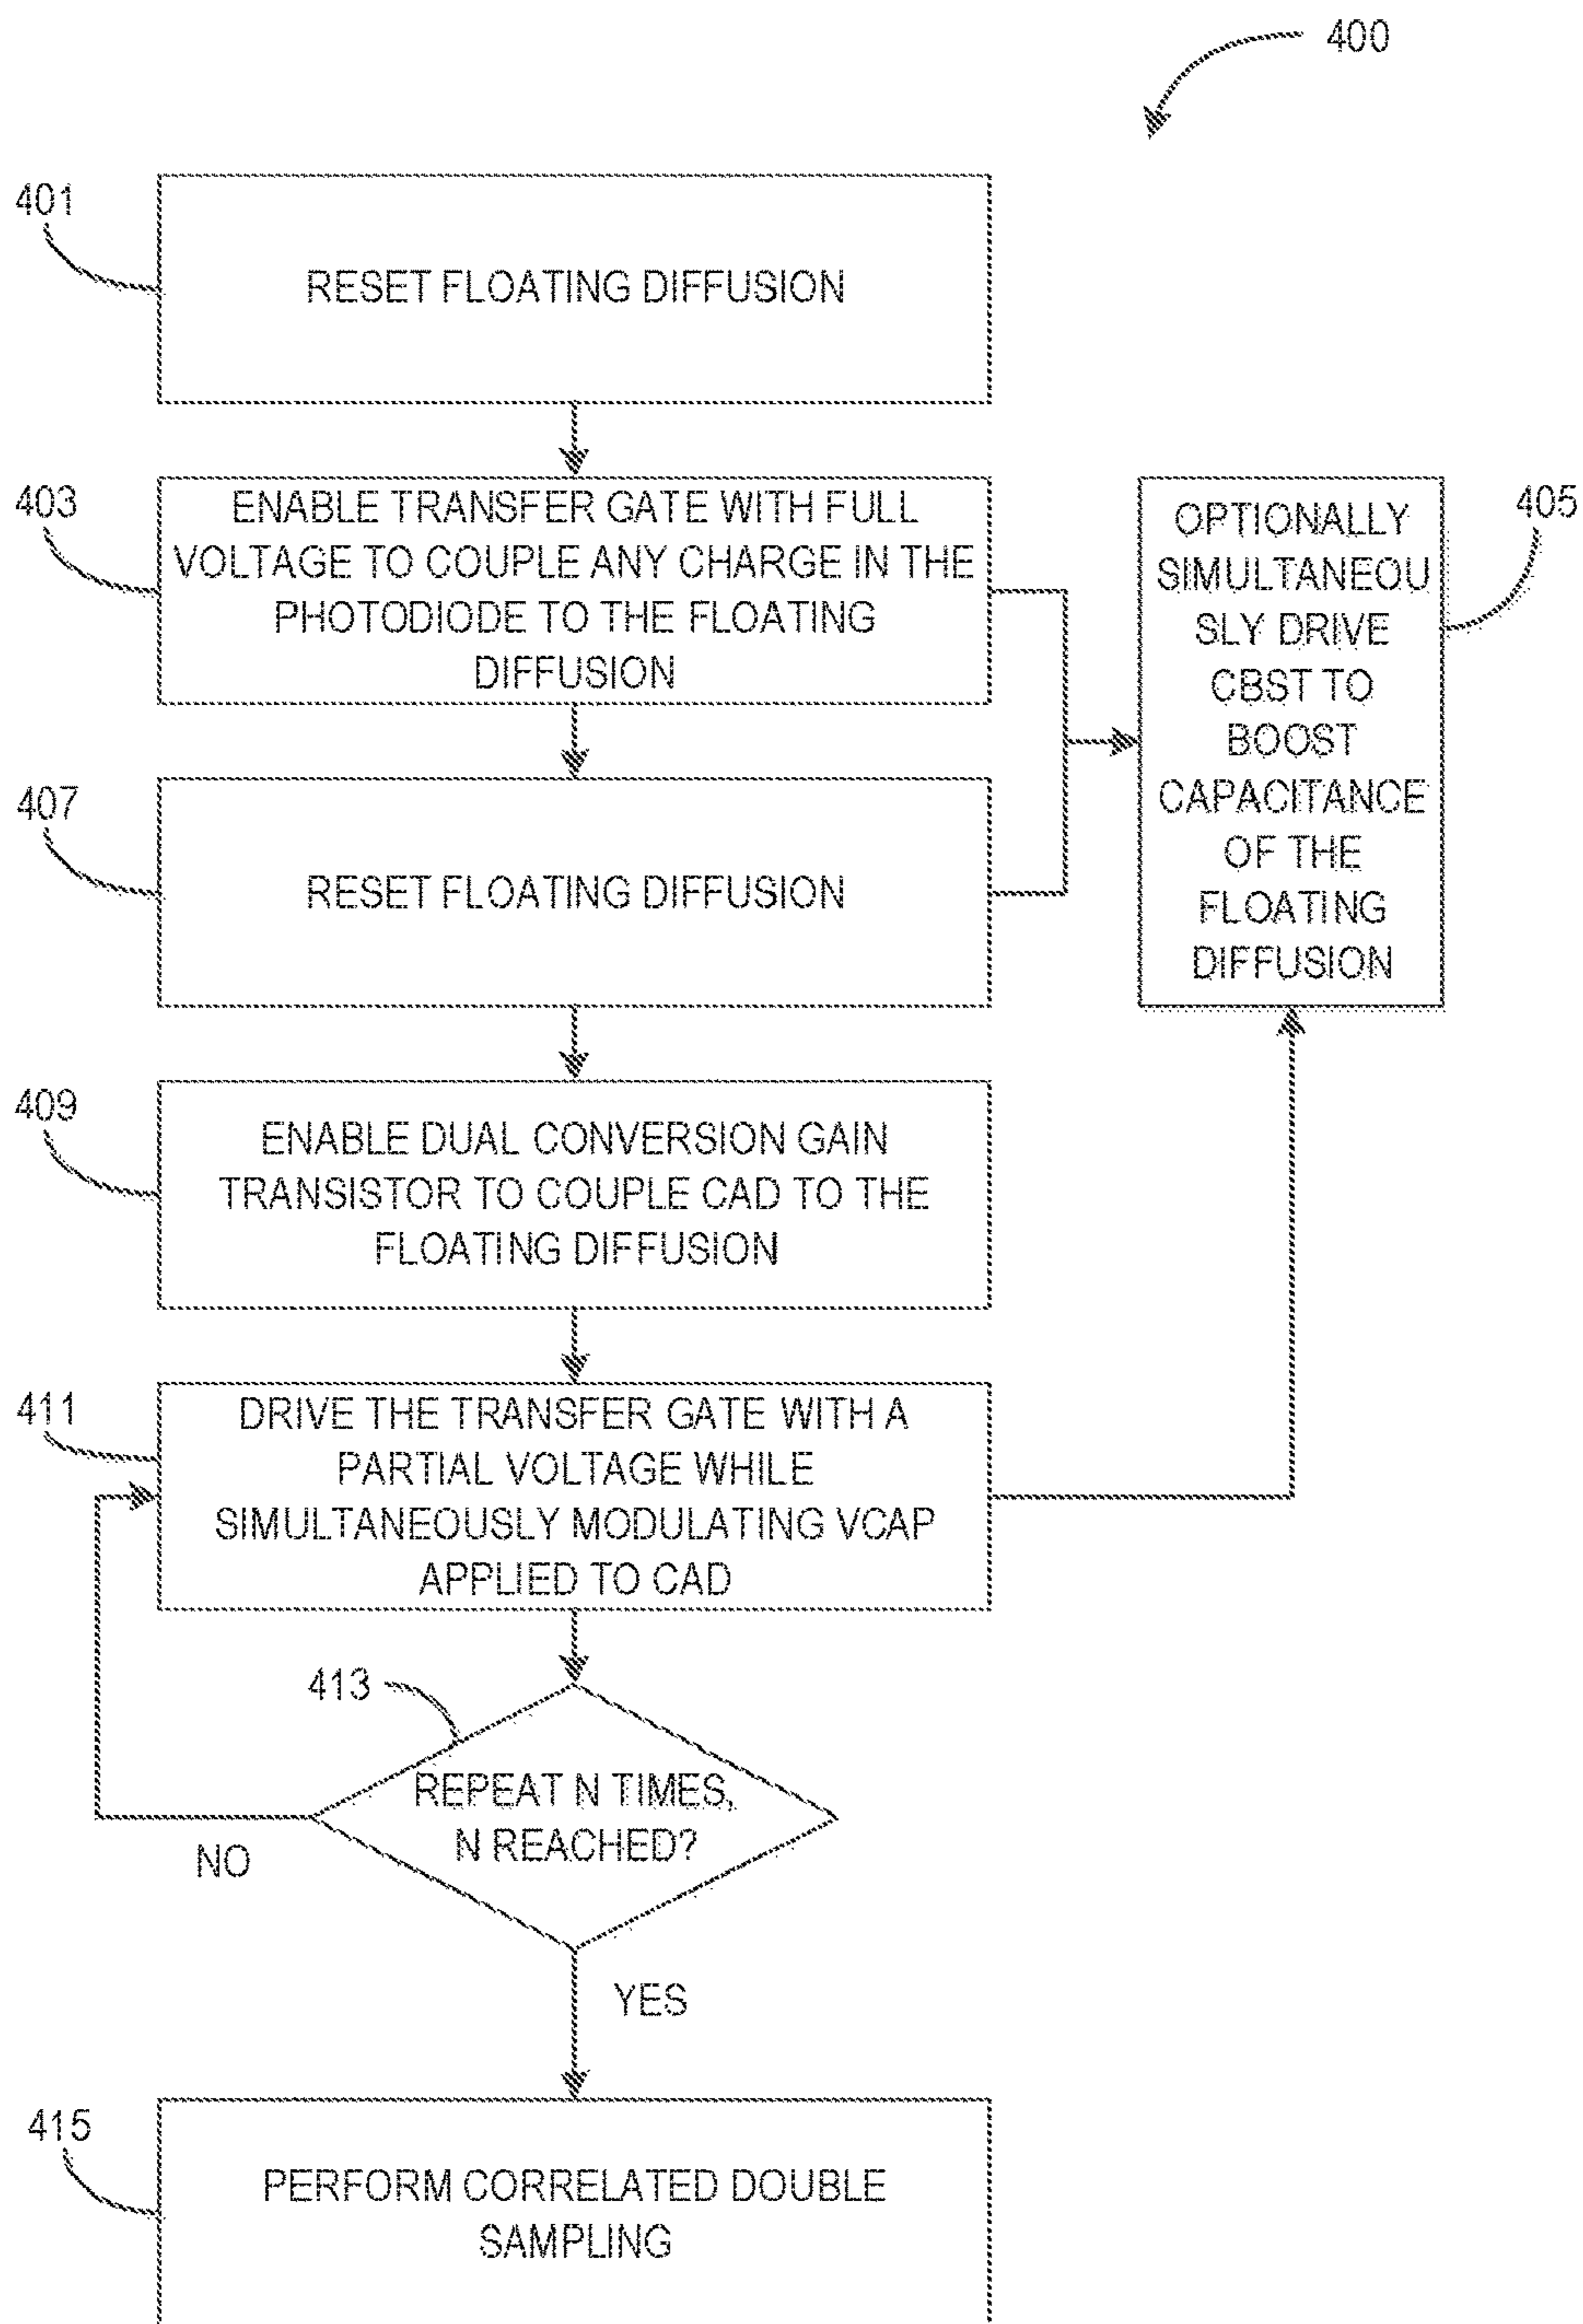 400
401
RESET FLOATING DIFFUSION
403
ENABLE TRANSFER GATE WITH FULL
VOLTAGE TO COUPLE ANY CHARGE IN THE
PHOTODIODE TO THE FLOATING
DIFFUSION
405
OPTIONALLY
SIMULTANEOU
SLY DRIVE
CBST TO
BOOST
CAPACITANCE
OF THE
FLOATING
DIFFUSION
407
RESET FLOATING DIFFUSION
409
ENABLE DUAL CONVERSION GAIN
TRANSISTOR TO COUPLE CAD TO THE
FLOATING DIFFUSION
411
DRIVE THE TRANSFER GATE WITH A
PARTIAL VOLTAGE WHILE
SIMULTANEOUSLY MODULATING VCAP
APPLIED TO CAD
413
REPEAT N TIMES,
N REACHED?
NO
YES
415
PERFORM CORRELATED DOUBLE
SAMPLING